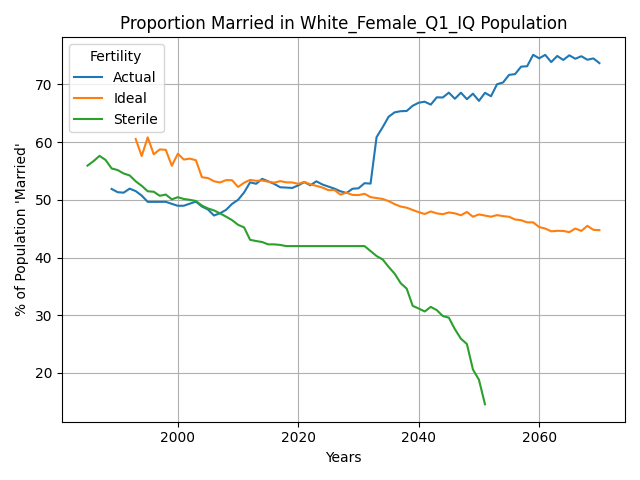 Proportion Married in White_Female_Q1_IQ Population
Fertility
Actual
Ideal
Sterile
% of Population 'Married'
70
60
50
40
30
20
2000
2020
2040
2060
Years